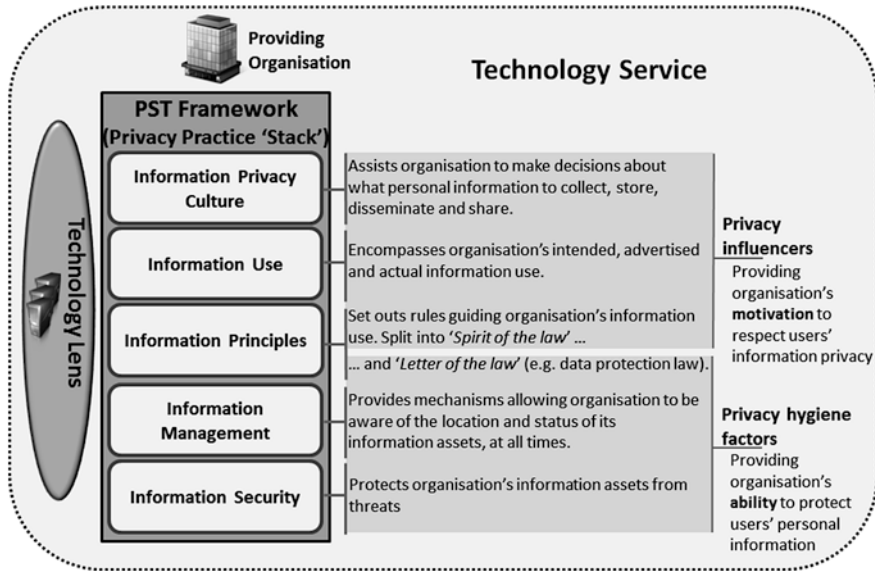 Providing
Organisation
Technology Service
PST Framework
(Privacy Practice ‘Stack’)
Technology Lens
Information Privacy
Culture
Assists organisation to make decisions about
what personal information to collect, store,
disseminate and share.
Information Use
Encompasses organisation’s intended, advertised
and actual information use.
Information Principles
Set outs rules guiding organisation’s information
use. Split into ‘Spirit of the law’ ...
... and ‘Letter of the law’ (e.g. data protection law).
Information
Management
Provides mechanisms allowing organisation to be
aware of the location and status of its
information assets, at all times.
Information Security
Protects organisation’s information assets from
threats
Privacy
influencers
Providing
organisation’s
motivation to
respect users’
information privacy
Privacy hygiene
factors
Providing
organisation’s
ability to protect
users’ personal
information